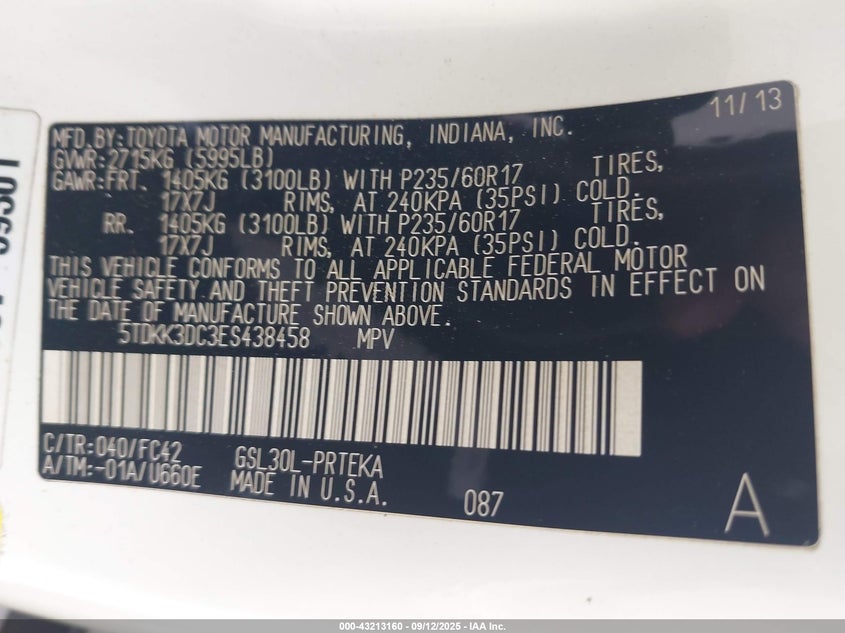 11/13
MFD.BY:TOYOTA MOTOR MANUFACTURING, INDIANA, INC.
GVWR:2715KG (5995LB)
GAWR:FRT. 1405KG (3100LB) WITH P235/60R17 TIRES,
17X7J RIMS, AT 240KPA (35PSI) COLD.
RR. 1405KG (3100LB) WITH P235/60R17 TIRES,
17X7J RIMS, AT 240KPA (35PSI) COLD.
THIS VEHICLE CONFORMS TO ALL APPLICABLE FEDERAL MOTOR
VEHICLE SAFETY AND THEFT PREVENTION STANDARDS IN EFFECT ON
THE DATE OF MANUFACTURE SHOWN ABOVE.
5TDKK3DC3ES438458 MPV
C/TR:040/FC42 GSL30L-PRTEKA
A/TM:-01A/U660E MADE IN U.S.A. 087 A
000-43213160 - 09/12/2025 - IAA Inc.